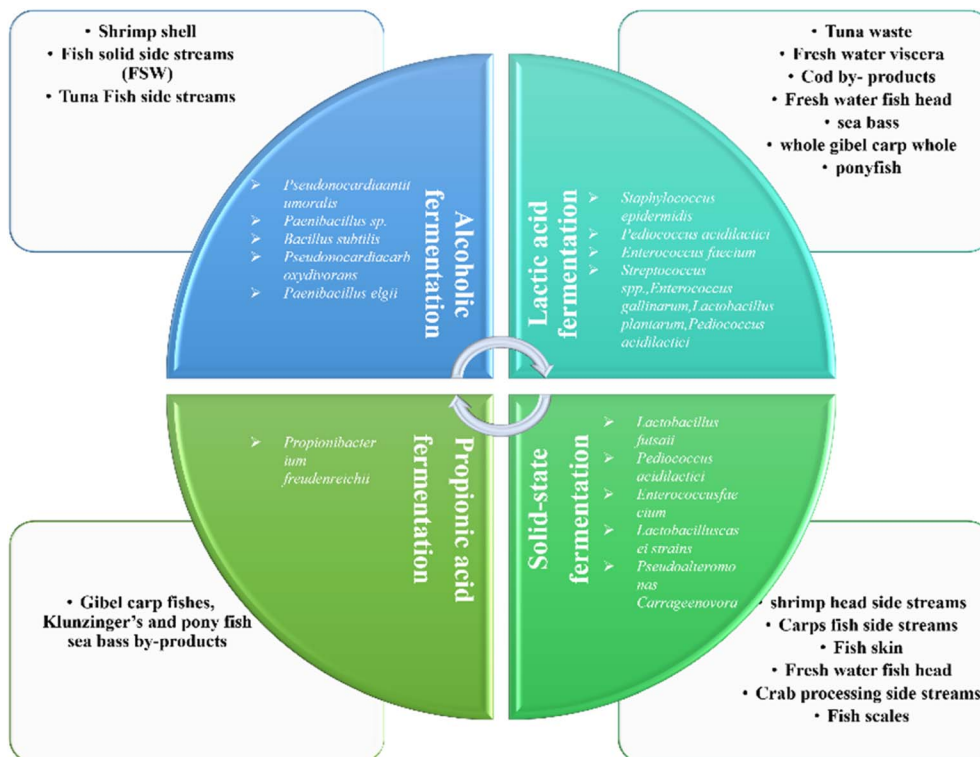 • Shrimp shell
• Fish solid side streams
(FSW)
• Tuna Fish side streams
• Tuna waste
• Fresh water viscera
• Cod by- products
• Fresh water fish head
• sea bass
• whole gibel carp whole
• ponyfish
Alcoholic
fermentation
➢ Pseudonocardiaantii
umoralis
➢ Paenibacillus sp.
➢ Bacillus subtilis
➢ Pseudonocardiacarb
oxydivorans
➢ Paenibacillus elgii
Lactic acid
fermentation
➢ Staphylococcus
epidermidis
➢ Pediococcus acidilactici
➢ Enterococcus faecium
➢ Streptococcus
spp.,Enterococcus
gallinarum,Lactobacillus
plantarum,Pediococcus
acidilactici
Propionic acid
fermentation
➢ Propionibacter
ium
freudenreichii
Solid-state
fermentation
➢ Lactobacillus
futsaii
➢ Pediococcus
acidilactici
➢ Enterococcusfae
cium
➢ Lactobacilluscas
ei strains
➢ Pseudoalteromo
nas
Carrageenovora
• Gibel carp fishes,
Klunzinger’s and pony fish
sea bass by-products
• shrimp head side streams
• Carps fish side streams
• Fish skin
• Fresh water fish head
• Crab processing side streams
• Fish scales